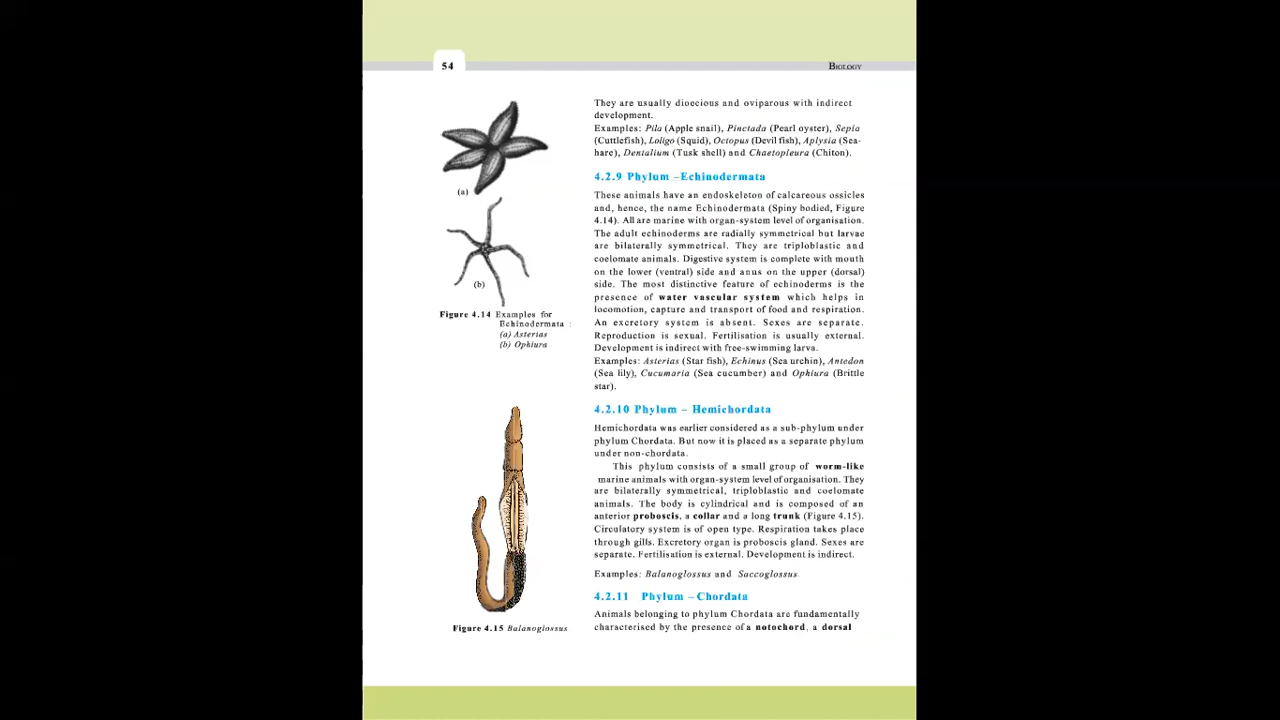 54
BIOLOGY
(a)
(b)
Figure 4.14 Examples for
Echinodermata :
(a) Asterias
(b) Ophiura
Figure 4.15 Balanoglossus
They are usually dioecious and oviparous with indirect
development.
Examples: Pila (Apple snail), Pinctada (Pearl oyster), Sepia
(Cuttlefish), Loligo (Squid), Octopus (Devil fish), Aplysia (Sea-
hare), Dentalium (Tusk shell) and Chaetopleura (Chiton).
4.2.9 Phylum –Echinodermata
These animals have an endoskeleton of calcareous ossicles
and, hence, the name Echinodermata (Spiny bodied, Figure
4.14). All are marine with organ-system level of organisation.
The adult echinoderms are radially symmetrical but larvae
are bilaterally symmetrical. They are triploblastic and
coelomate animals. Digestive system is complete with mouth
on the lower (ventral) side and anus on the upper (dorsal)
side. The most distinctive feature of echinoderms is the
presence of water vascular system which helps in
locomotion, capture and transport of food and respiration.
An excretory system is absent. Sexes are separate.
Reproduction is sexual. Fertilisation is usually external.
Development is indirect with free-swimming larva.
Examples: Asterias (Star fish), Echinus (Sea urchin), Antedon
(Sea lily), Cucumaria (Sea cucumber) and Ophiura (Brittle
star).
4.2.10 Phylum – Hemichordata
Hemichordata was earlier considered as a sub-phylum under
phylum Chordata. But now it is placed as a separate phylum
under non-chordata.
This phylum consists of a small group of worm-like
marine animals with organ-system level of organisation. They
are bilaterally symmetrical, triploblastic and coelomate
animals. The body is cylindrical and is composed of an
anterior proboscis, a collar and a long trunk (Figure 4.15).
Circulatory system is of open type. Respiration takes place
through gills. Excretory organ is proboscis gland. Sexes are
separate. Fertilisation is external. Development is indirect.
Examples: Balanoglossus and Saccoglossus.
4.2.11 Phylum – Chordata
Animals belonging to phylum Chordata are fundamentally
characterised by the presence of a notochord, a dorsal